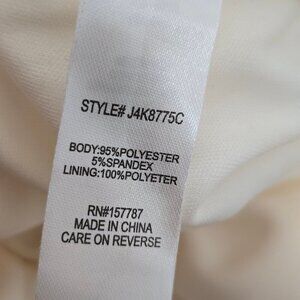 STYLE# J4K8775C
BODY:95%POLYESTER
5%SPANDEX
LINING:100%POLYETER
RN#157787
MADE IN CHINA
CARE ON REVERSE